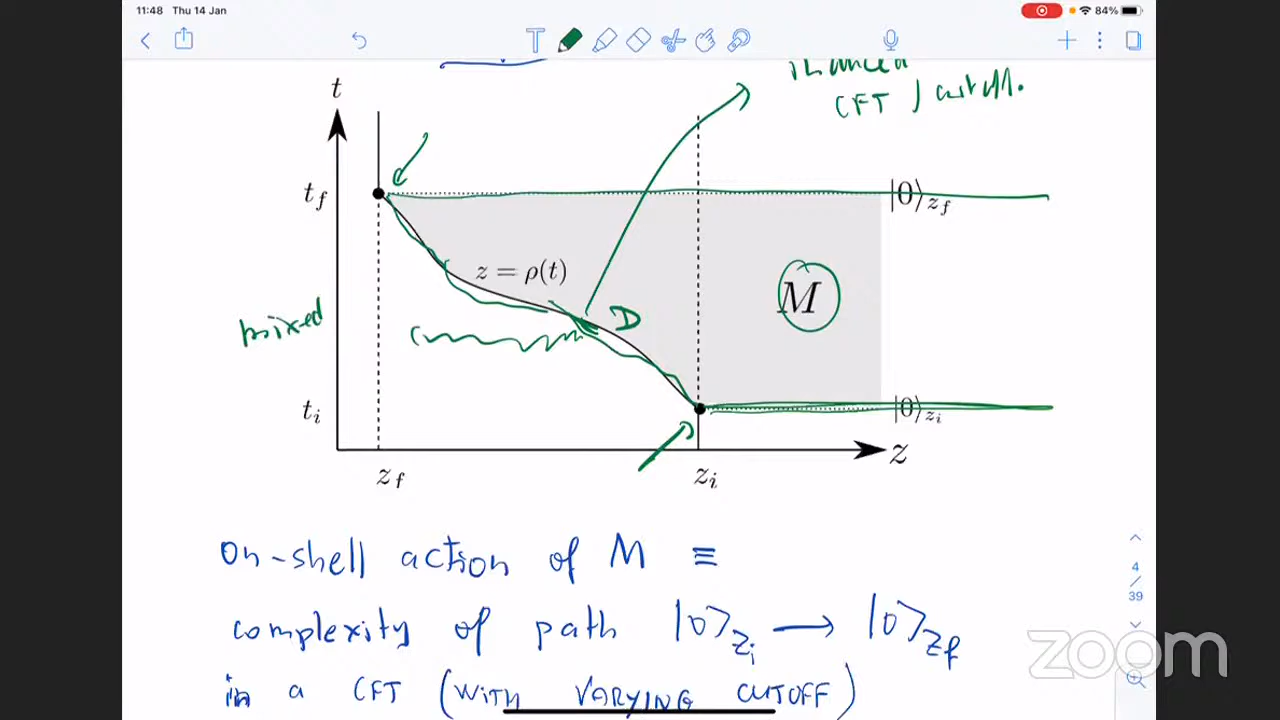 11:48 Thu 14 Jan
84%
T
CFT) cutoff.
t
t_f
|0⟩_{z_f}
z = ρ(t)
M
D
mixed
t_i
|0⟩_{z_i}
z
z_f
z_i
On-shell action of M ≡
complexity of path |0⟩_{z_i} → |0⟩_{z_f}
in a CFT (WITH VARYING CUTOFF)
4
/
39
zoom